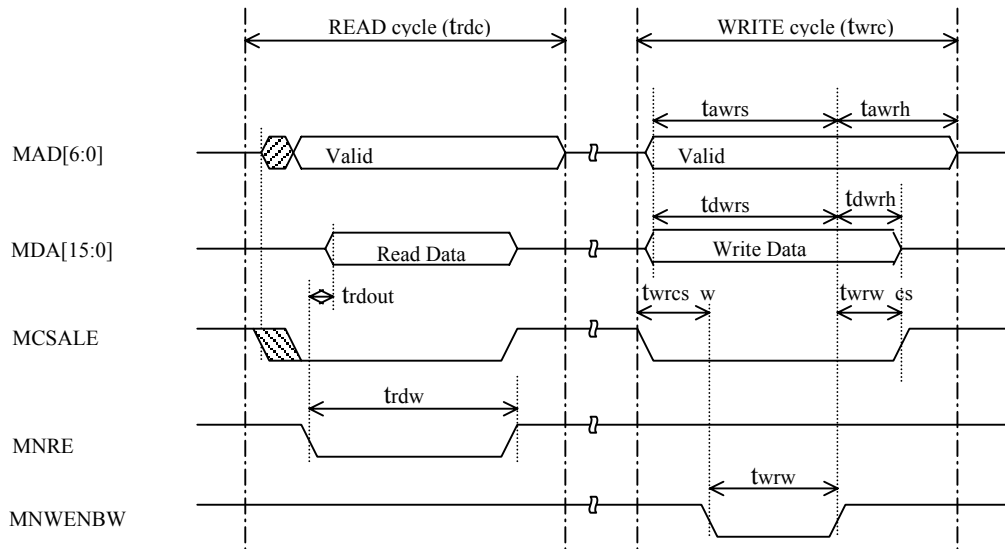 READ cycle (trdc) WRITE cycle (twrc)
tawrs tawrh
MAD[6:0] Valid Valid
tdwrs tdwrh
MDA[15:0] Read Data Write Data
trdout twrcs w twrw cs
MCSALE
trdw
MNRE
twrw
MNWENBW